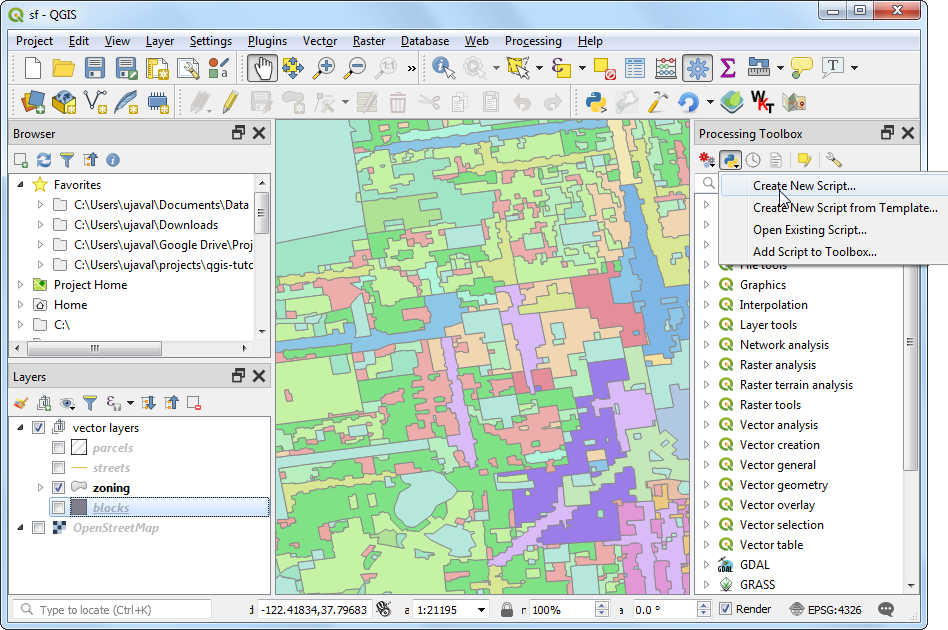 sf - QGIS
Project Edit View Layer Settings Plugins Vector Raster Database Web Processing Help
Browser
Favorites
C:\Users\ujaval\Documents\Data
C:\Users\ujaval\Downloads
C:\Users\ujaval\Google Drive\Proj
C:\Users\ujaval\projects\qgis-tuto
Project Home
Home
C:\
Layers
vector layers
parcels
streets
zoning
blocks
OpenStreetMap
Processing Toolbox
Create New Script...
Create New Script from Template...
Open Existing Script...
Add Script to Toolbox...
File tools
Graphics
Interpolation
Layer tools
Network analysis
Raster analysis
Raster terrain analysis
Raster tools
Vector analysis
Vector creation
Vector general
Vector geometry
Vector overlay
Vector selection
Vector table
GDAL
GRASS
Type to locate (Ctrl+K) -122.41834,37.79683 1:21195 100% 0.0 ° Render EPSG:4326